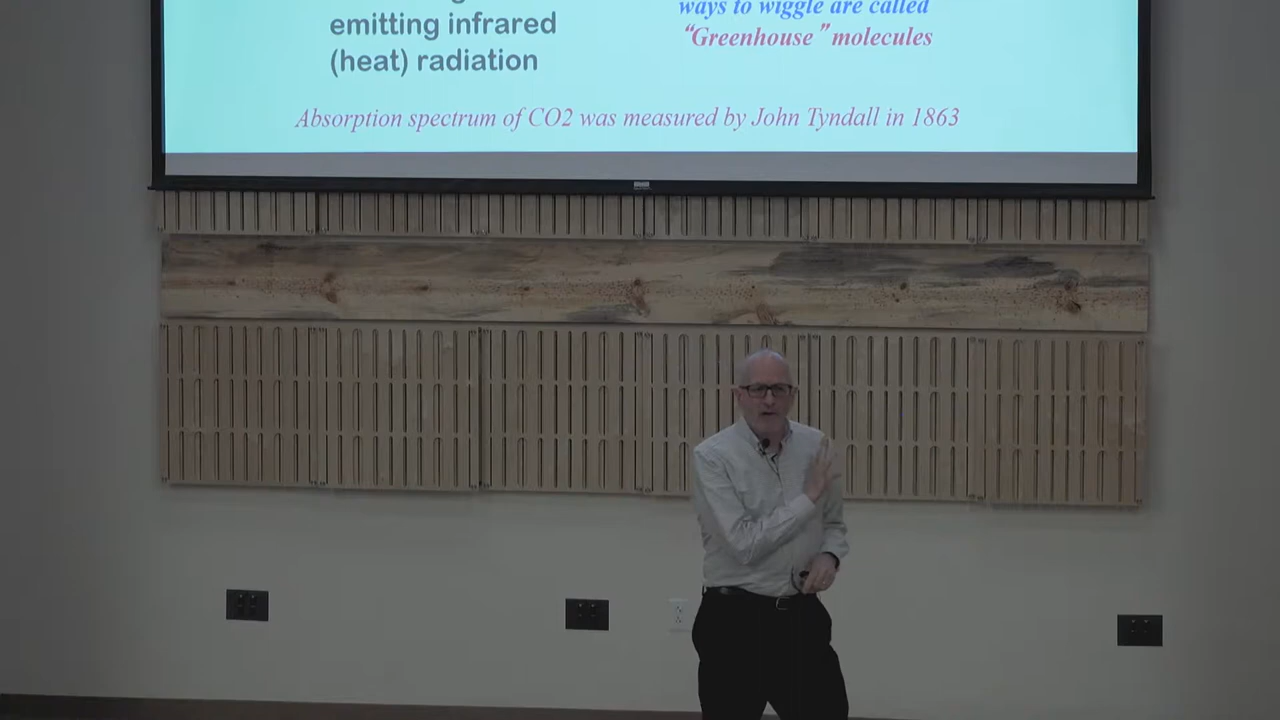 emitting infrared
(heat) radiation
ways to wiggle are called
“Greenhouse” molecules
Absorption spectrum of CO2 was measured by John Tyndall in 1863